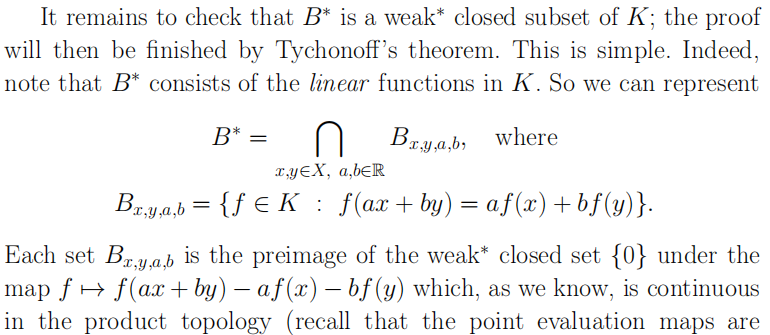 It remains to check that B* is a weak* closed subset of K; the proof
will then be finished by Tychonoff's theorem. This is simple. Indeed,
note that B* consists of the linear functions in K. So we can represent
B* = ⋂ B_{x,y,a,b}, where
x,y∈X, a,b∈ℝ
B_{x,y,a,b} = {f ∈ K : f(ax + by) = af(x) + bf(y)}.
Each set B_{x,y,a,b} is the preimage of the weak* closed set {0} under the
map f ↦ f(ax + by) − af(x) − bf(y) which, as we know, is continuous
in the product topology (recall that the point evaluation maps are